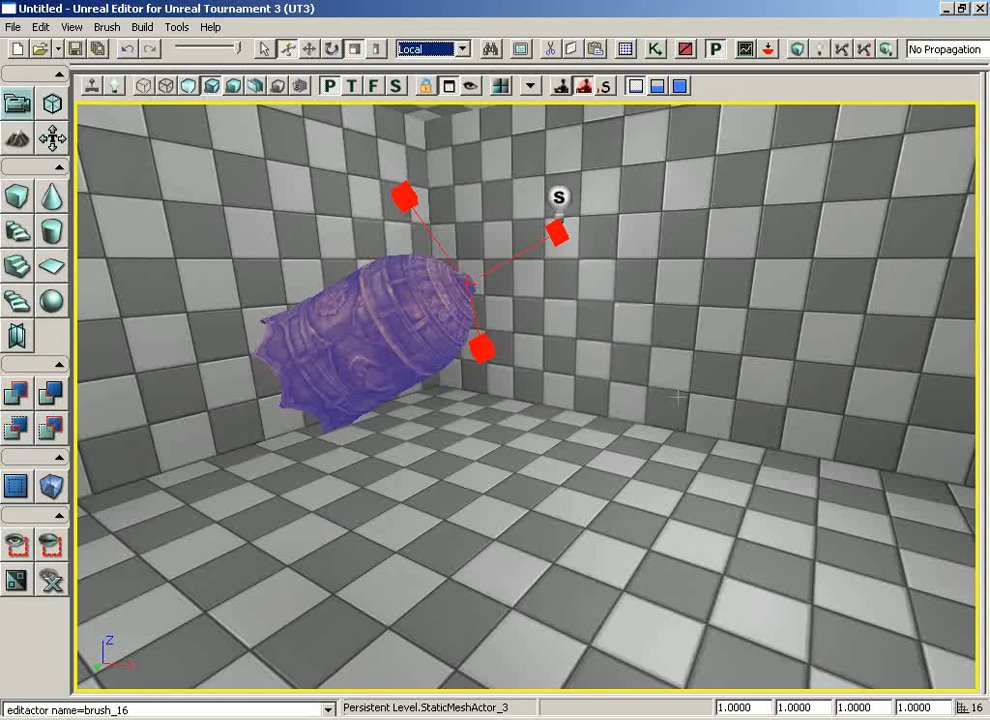 Untitled - Unreal Editor for Unreal Tournament 3 (UT3)
File Edit View Brush Build Tools Help
Local
K
P
No Propagation
P T F S
S
S
Z
editactor name=brush_16
Persistent Level.StaticMeshActor_3
1.0000 1.0000 1.0000 1.0000 16